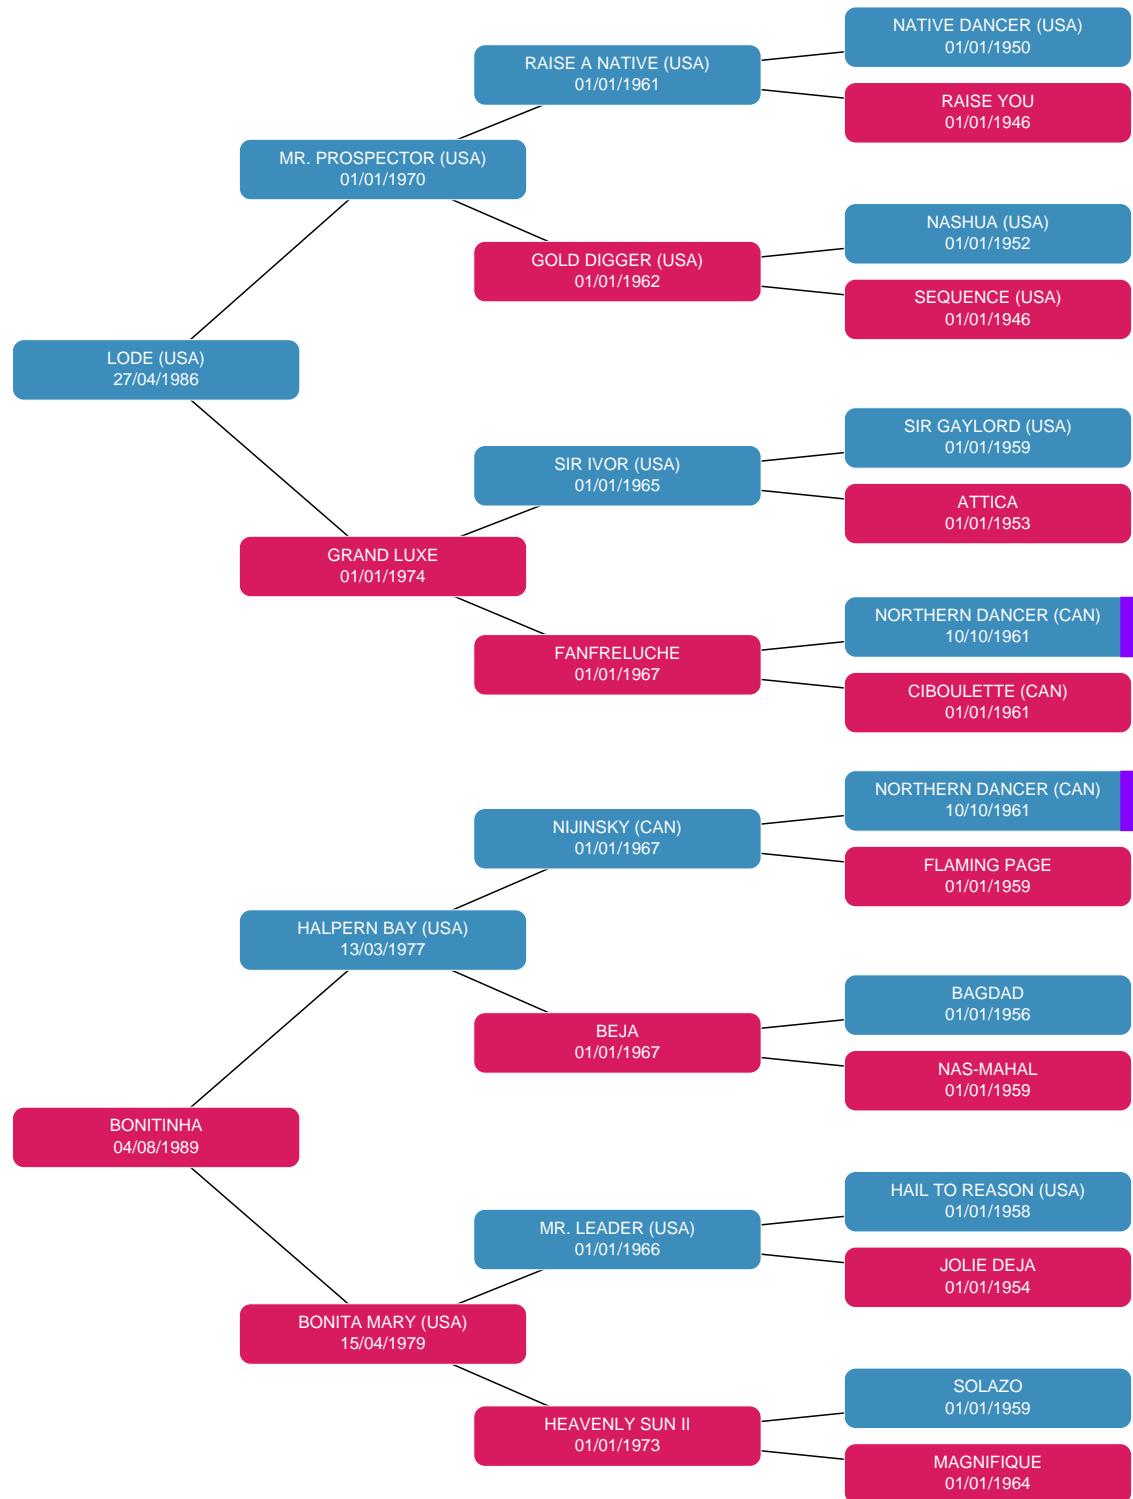 NATIVE DANCER (USA)
01/01/1950
RAISE A NATIVE (USA)
01/01/1961
RAISE YOU
01/01/1946
MR. PROSPECTOR (USA)
01/01/1970
NASHUA (USA)
01/01/1952
GOLD DIGGER (USA)
01/01/1962
SEQUENCE (USA)
01/01/1946
LODE (USA)
27/04/1986
SIR GAYLORD (USA)
01/01/1959
SIR IVOR (USA)
01/01/1965
ATTICA
01/01/1953
GRAND LUXE
01/01/1974
NORTHERN DANCER (CAN)
10/10/1961
FANFRELUCHE
01/01/1967
CIBOULETTE (CAN)
01/01/1961
NORTHERN DANCER (CAN)
10/10/1961
NIJINSKY (CAN)
01/01/1967
FLAMING PAGE
01/01/1959
HALPERN BAY (USA)
13/03/1977
BAGDAD
01/01/1956
BEJA
01/01/1967
NAS-MAHAL
01/01/1959
BONITINHA
04/08/1989
HAIL TO REASON (USA)
01/01/1958
MR. LEADER (USA)
01/01/1966
JOLIE DEJA
01/01/1954
BONITA MARY (USA)
15/04/1979
SOLAZO
01/01/1959
HEAVENLY SUN II
01/01/1973
MAGNIFIQUE
01/01/1964